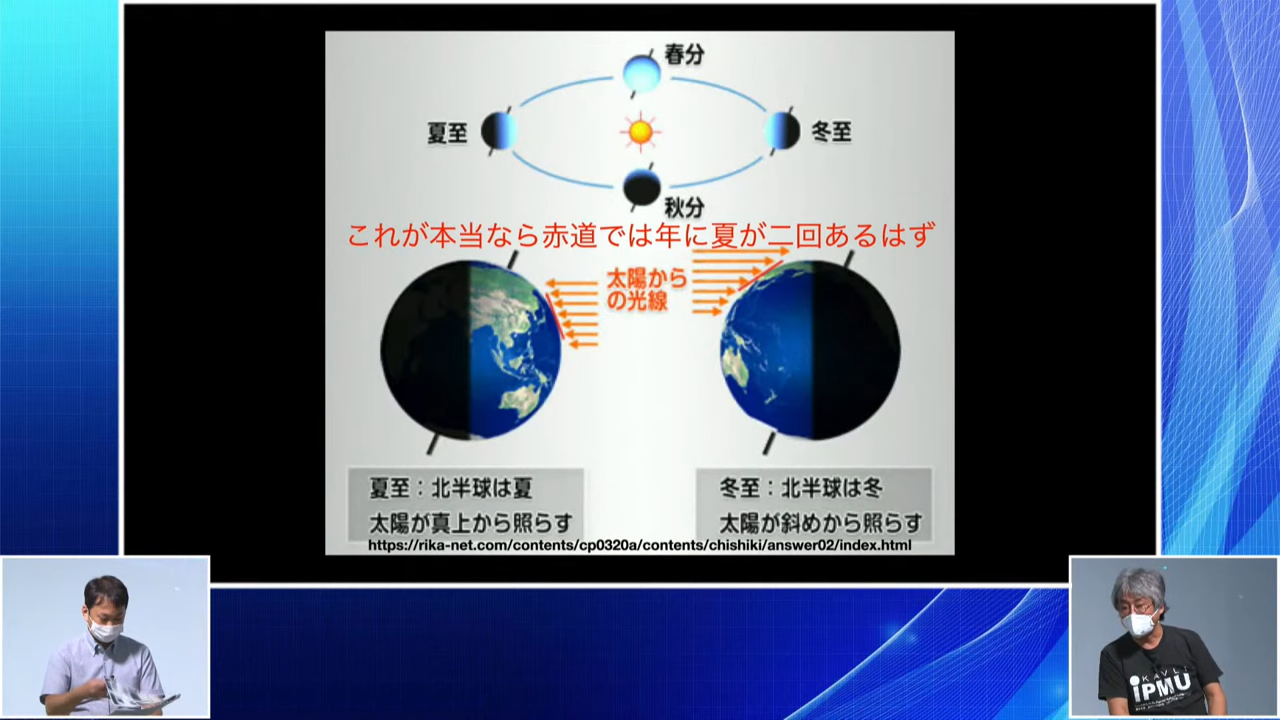 春分
夏至
冬至
秋分
これが本当なら赤道では年に夏が二回あるはず
太陽から
の光線
夏至：北半球は夏
太陽が真上から照らす
冬至：北半球は冬
太陽が斜めから照らす
https://rika-net.com/contents/cp0320a/contents/chishiki/answer02/index.html
KAVLI
iPMU